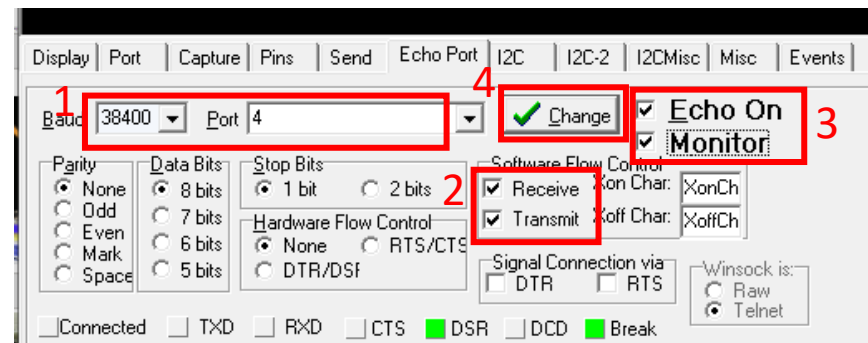 Display Port Capture Pins Send Echo Port I2C I2C-2 I2CMisc Misc Events
1 4
Baud 38400 Port 4 Change Echo On 3
Monitor
Parity Data Bits Stop Bits 2 Software Flow Control
None 8 bits 1 bit 2 bits Receive Xon Char: XonCh
Odd 7 bits Hardware Flow Control Transmit Xoff Char: XoffCh
Even 6 bits None RTS/CTS
Mark 5 bits DTR/DSF Signal Connection via Winsock is:
Space DTR RTS Raw
Telnet
Connected TXD RXD CTS DSR DCD Break